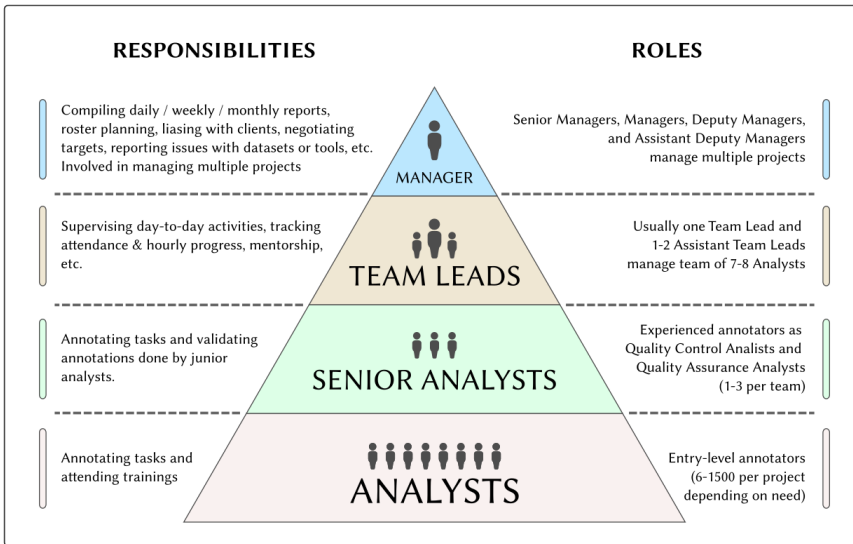 RESPONSIBILITIES
ROLES
Compiling daily / weekly / monthly reports,
roster planning, liasing with clients, negotiating
targets, reporting issues with datasets or tools, etc.
Involved in managing multiple projects
MANAGER
Senior Managers, Managers, Deputy Managers,
and Assistant Deputy Managers
manage multiple projects
Supervising day-to-day activities, tracking
attendance & hourly progress, mentorship,
etc.
TEAM LEADS
Usually one Team Lead and
1-2 Assistant Team Leads
manage team of 7-8 Analysts
Annotating tasks and validating
annotations done by junior
analysts.
SENIOR ANALYSTS
Experienced annotators as
Quality Control Analists and
Quality Assurance Analysts
(1-3 per team)
Annotating tasks and
attending trainings
ANALYSTS
Entry-level annotators
(6-1500 per project
depending on need)